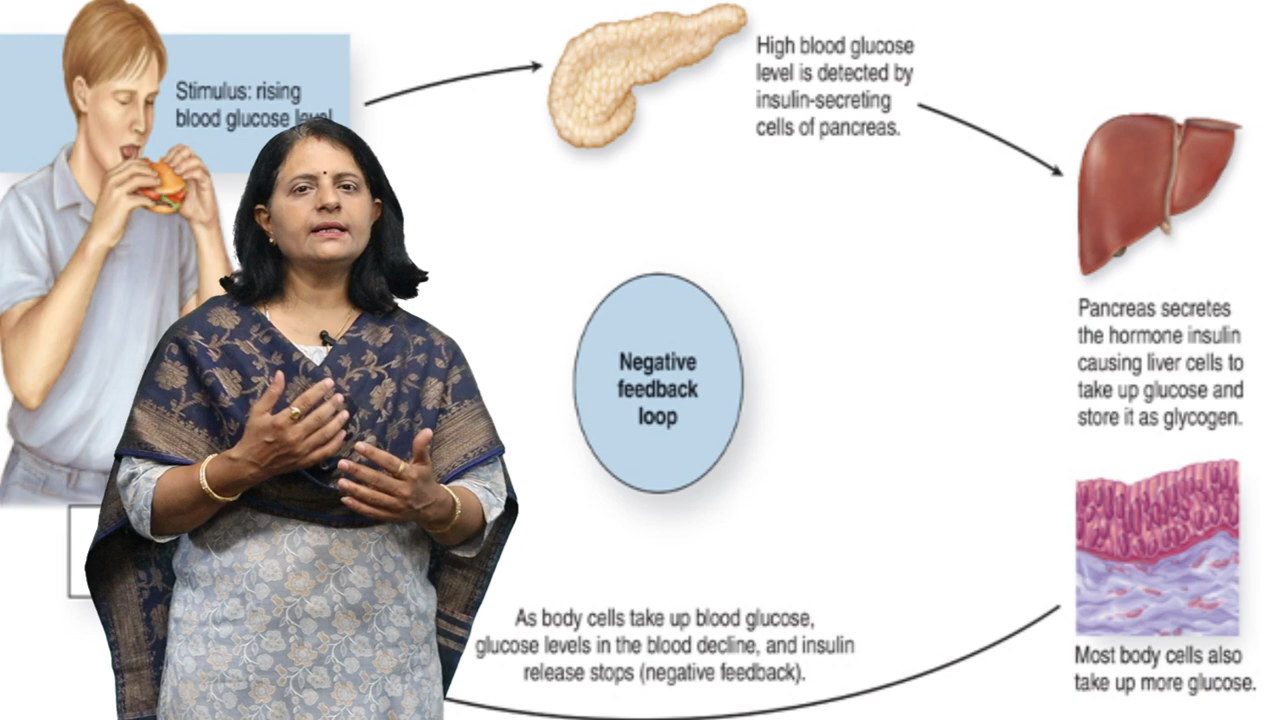 Stimulus: rising
blood glucose level
High blood glucose
level is detected by
insulin-secreting
cells of pancreas.
Pancreas secretes
the hormone insulin
causing liver cells to
take up glucose and
store it as glycogen.
Negative
feedback
loop
Most body cells also
take up more glucose.
As body cells take up blood glucose,
glucose levels in the blood decline, and insulin
release stops (negative feedback).